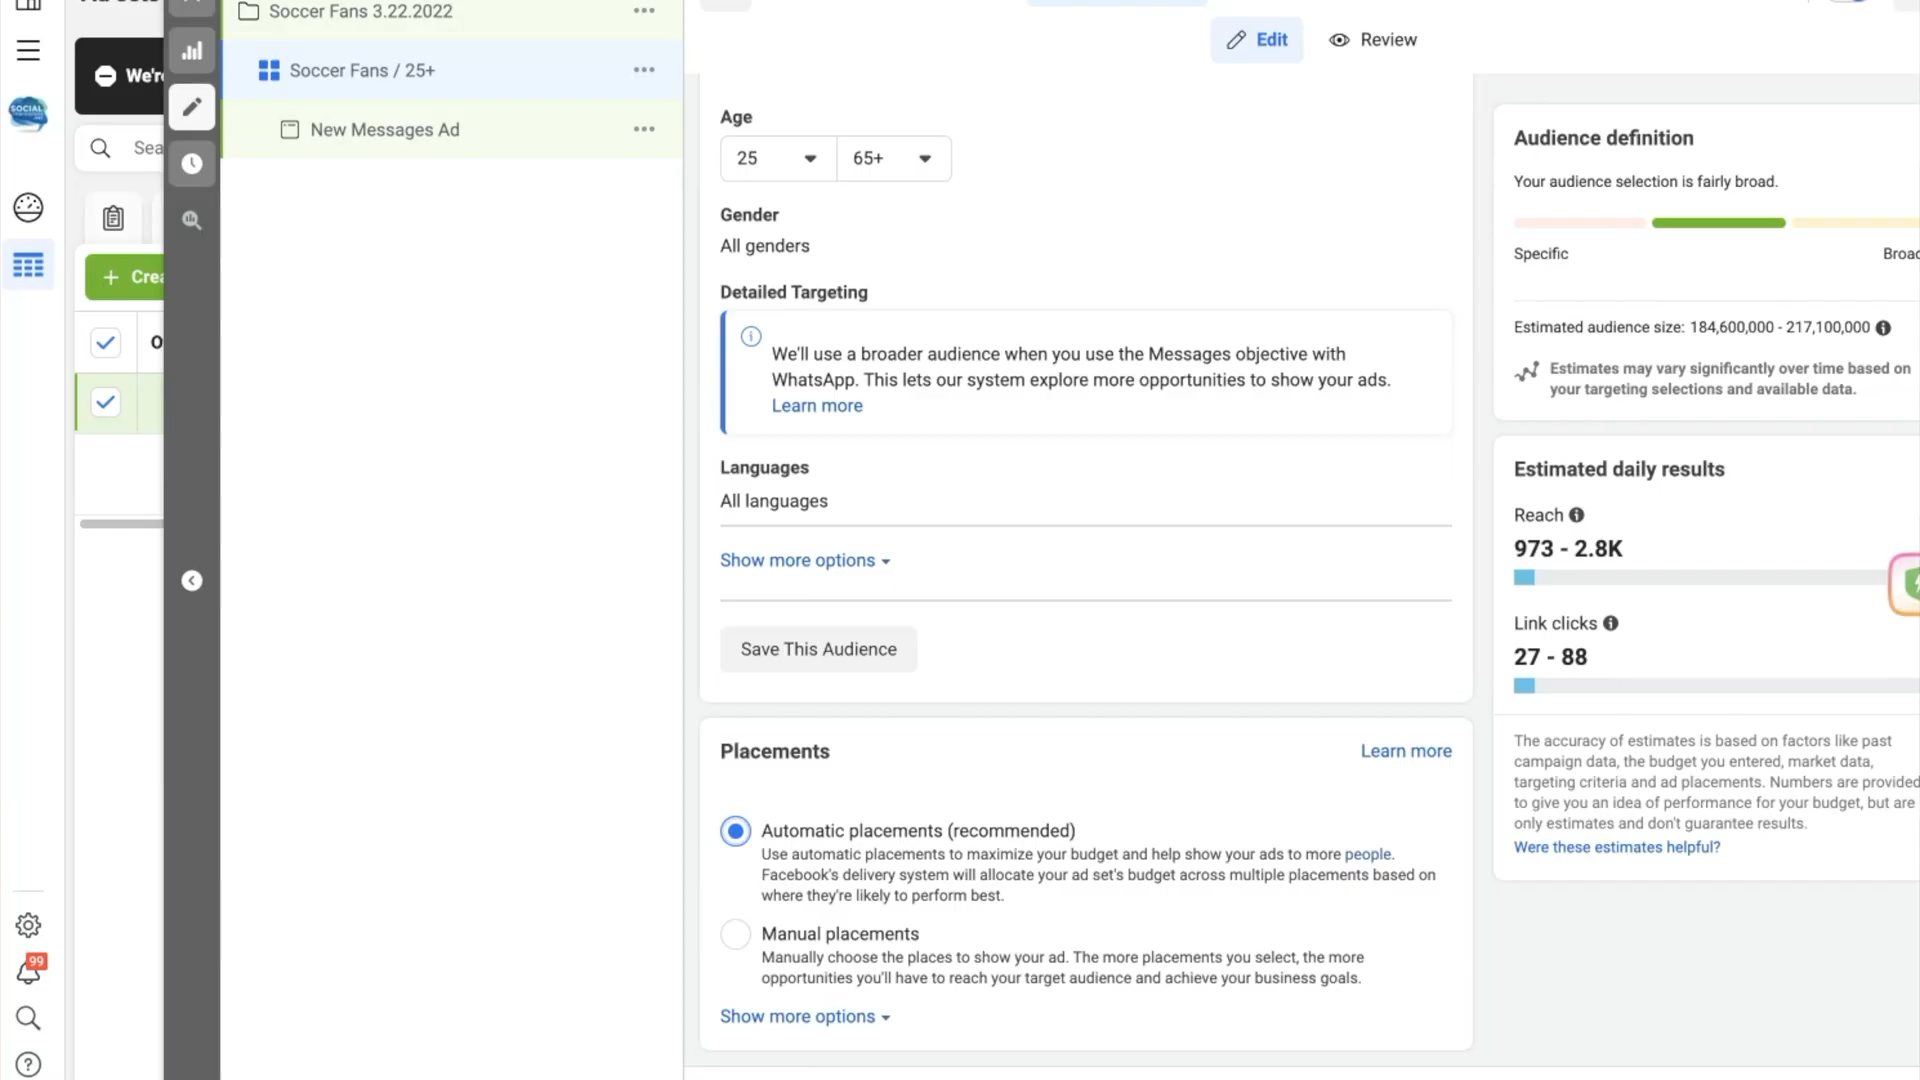 Soccer Fans 3.22.2022
Edit
Review
We're
Soccer Fans / 25+
SOCIAL
New Messages Ad
Age
25
65+
Gender
All genders
Detailed Targeting
We'll use a broader audience when you use the Messages objective with
WhatsApp. This lets our system explore more opportunities to show your ads.
Learn more
Languages
All languages
Show more options
Save This Audience
Placements
Learn more
Automatic placements (recommended)
Use automatic placements to maximize your budget and help show your ads to more people.
Facebook's delivery system will allocate your ad set's budget across multiple placements based on
where they're likely to perform best.
Manual placements
Manually choose the places to show your ad. The more placements you select, the more
opportunities you'll have to reach your target audience and achieve your business goals.
Show more options
Audience definition
Your audience selection is fairly broad.
Specific
Broad
Estimated audience size: 184,600,000 - 217,100,000
Estimates may vary significantly over time based on
your targeting selections and available data.
Estimated daily results
Reach
973 - 2.8K
Link clicks
27 - 88
The accuracy of estimates is based on factors like past
campaign data, the budget you entered, market data,
targeting criteria and ad placements. Numbers are provided
to give you an idea of performance for your budget, but are
only estimates and don't guarantee results.
Were these estimates helpful?
99